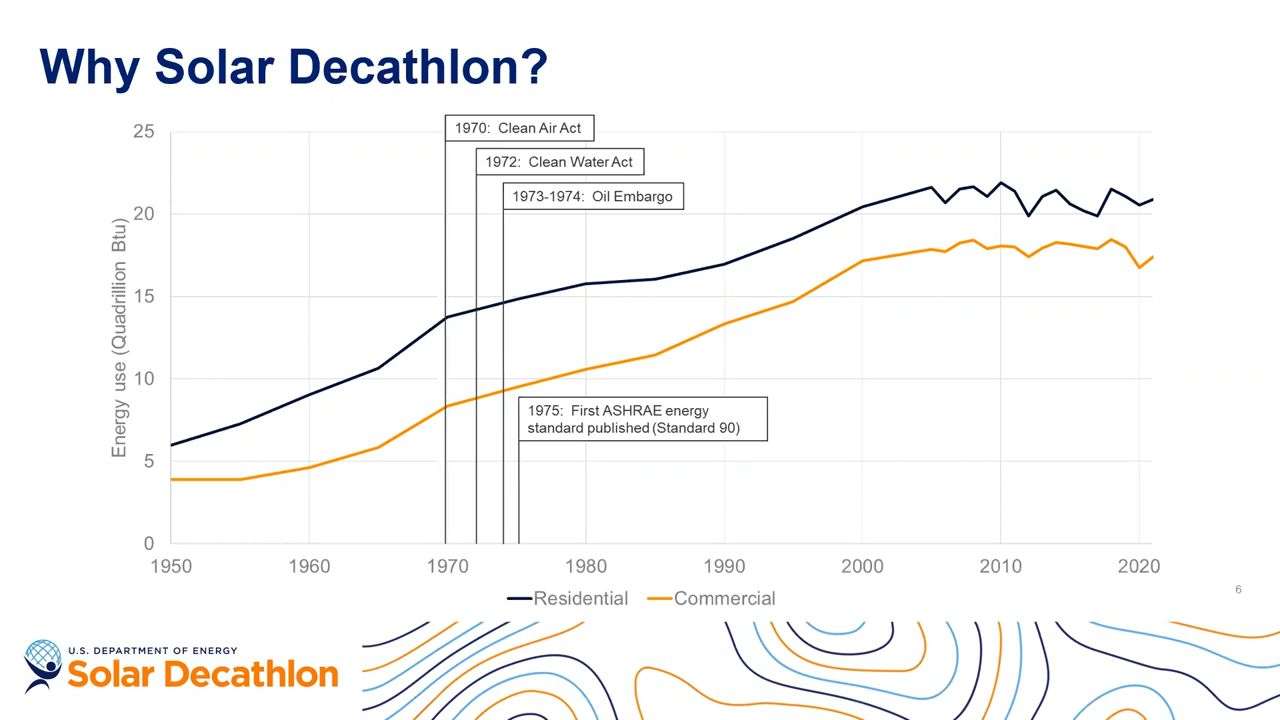 Why Solar Decathlon?
25
20
15
10
5
0
Energy use (Quadrillion Btu)
1970: Clean Air Act
1972: Clean Water Act
1973-1974: Oil Embargo
1975: First ASHRAE energy
standard published (Standard 90)
1950 1960 1970 1980 1990 2000 2010 2020
Residential Commercial
6
U.S. DEPARTMENT OF ENERGY
Solar Decathlon